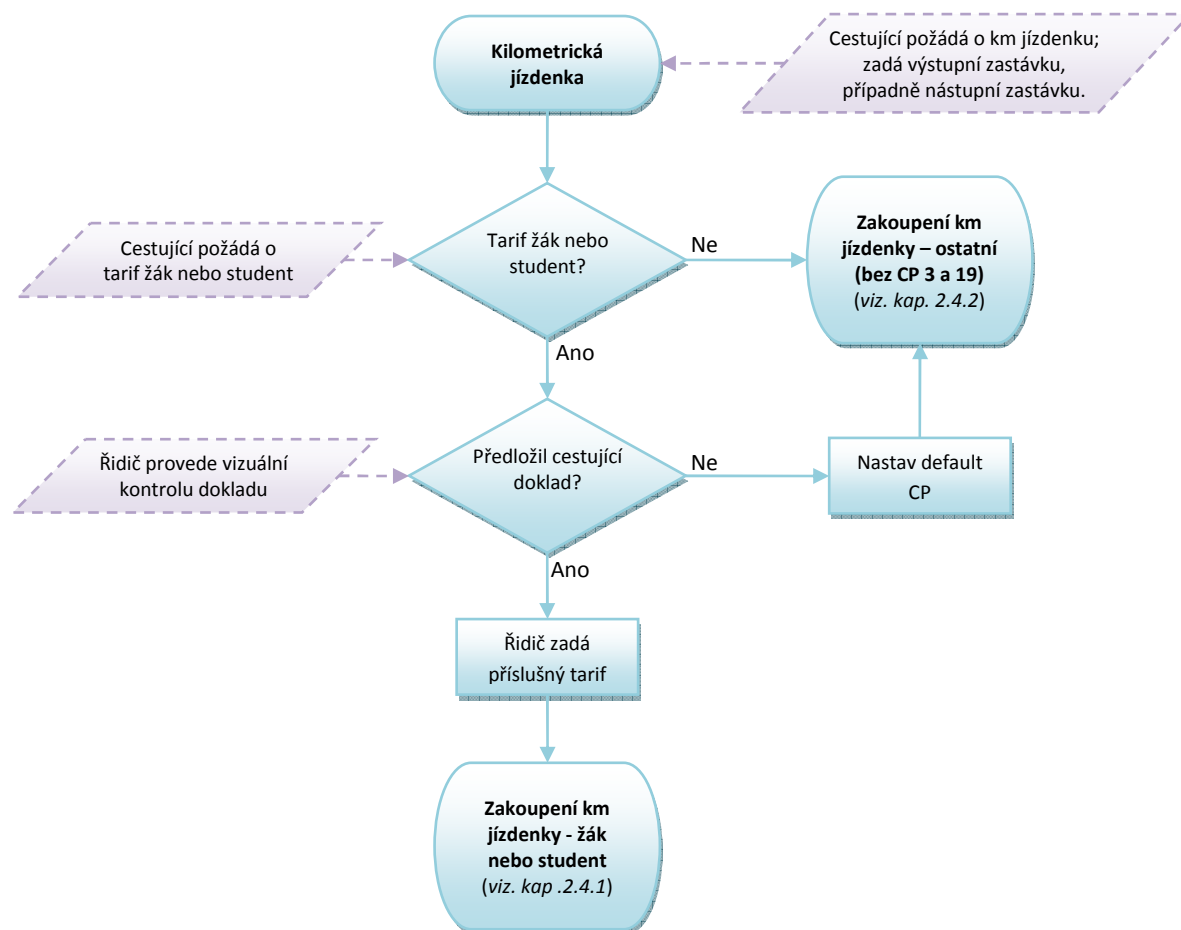 Kilometrická
jízdenka
Cestující požádá o km jízdenku;
zadá výstupní zastávku,
případně nástupní zastávku.
Cestující požádá o
tarif žák nebo student
Tarif žák nebo
student?
Ne
Zakoupení km
jízdenky – ostatní
(bez CP 3 a 19)
(viz. kap. 2.4.2)
Ano
Řidič provede vizuální
kontrolu dokladu
Předložil cestující
doklad?
Ne
Nastav default
CP
Ano
Řidič zadá
příslušný tarif
Zakoupení km
jízdenky - žák
nebo student
(viz. kap .2.4.1)